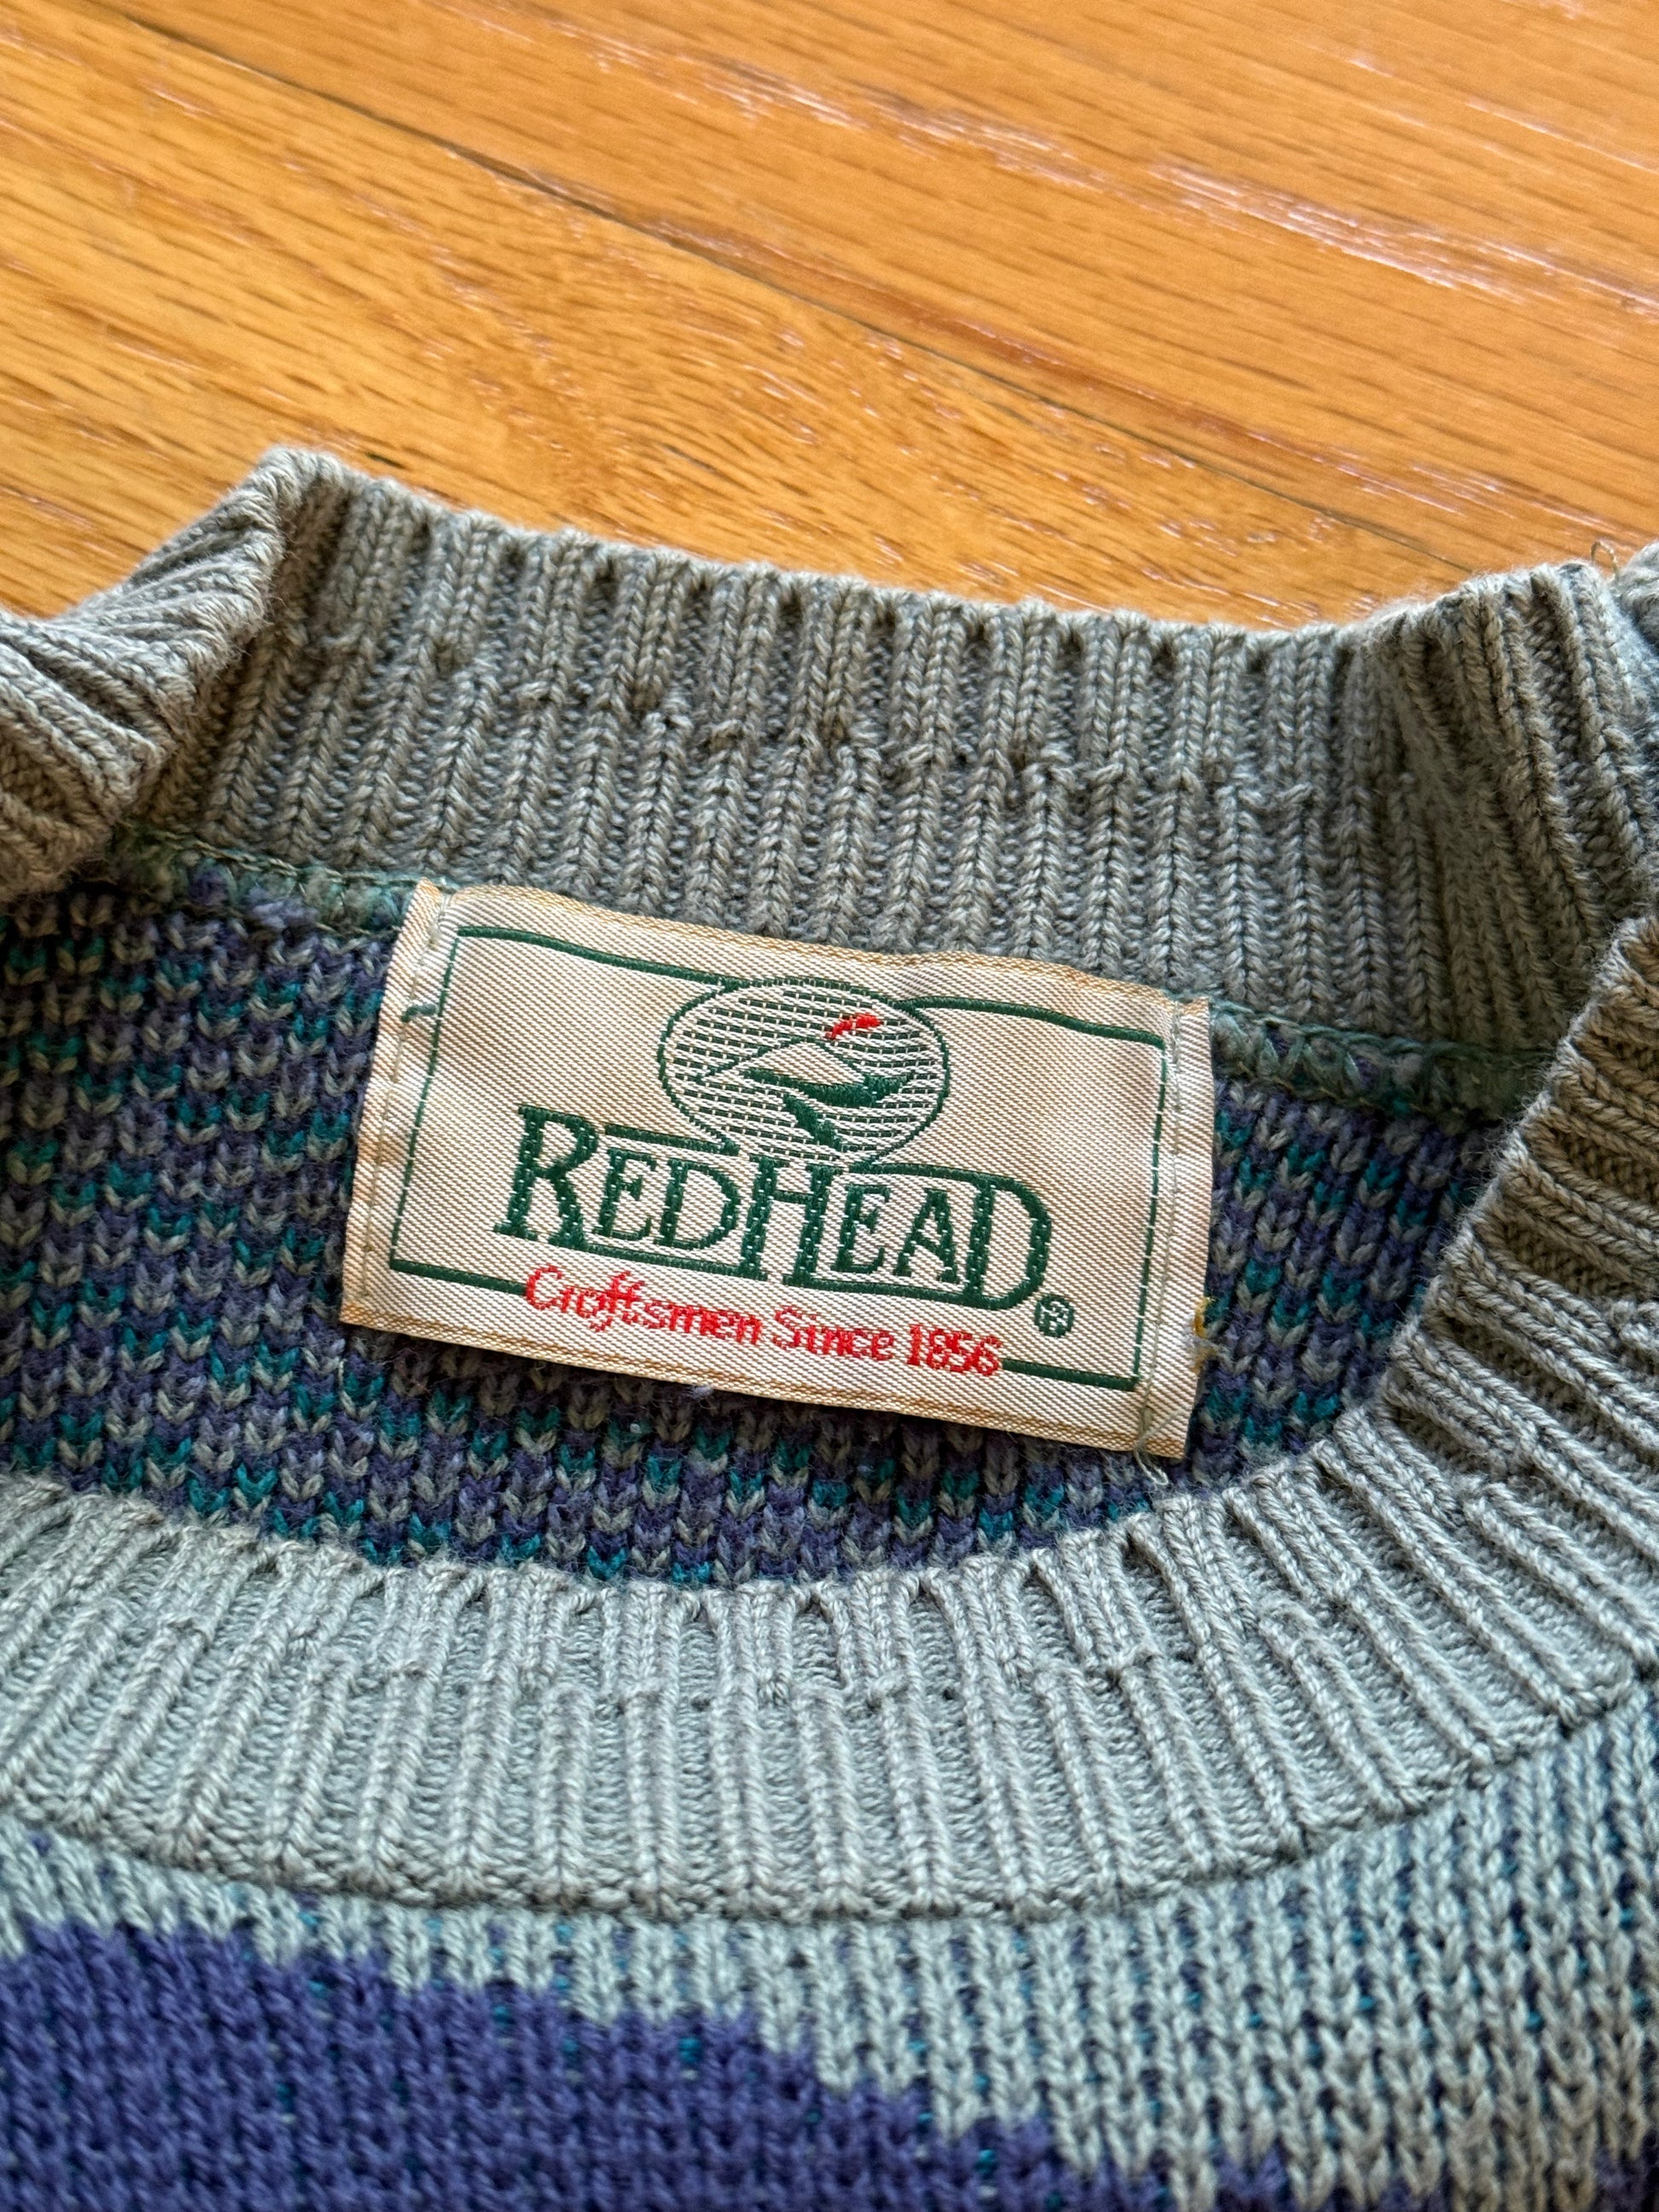 REDHEAD®
Craftsmen Since 1856